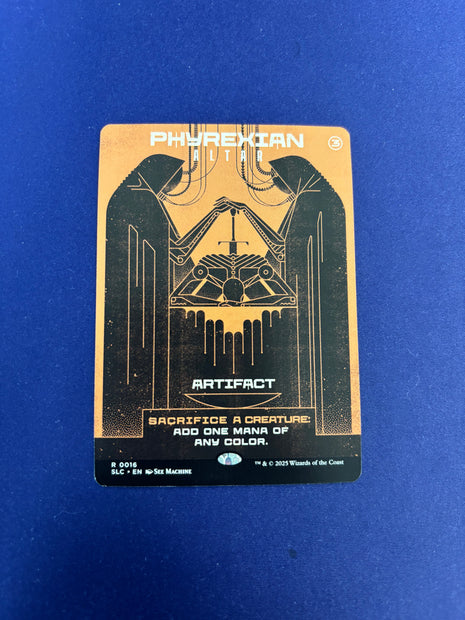 PHYREXIAN 3
ALTAR
ARTIFACT
SACRIFICE A CREATURE:
ADD ONE MANA OF
ANY COLOR.
R 0016
SLC • EN Sex Machine
™ & © 2025 Wizards of the Coast